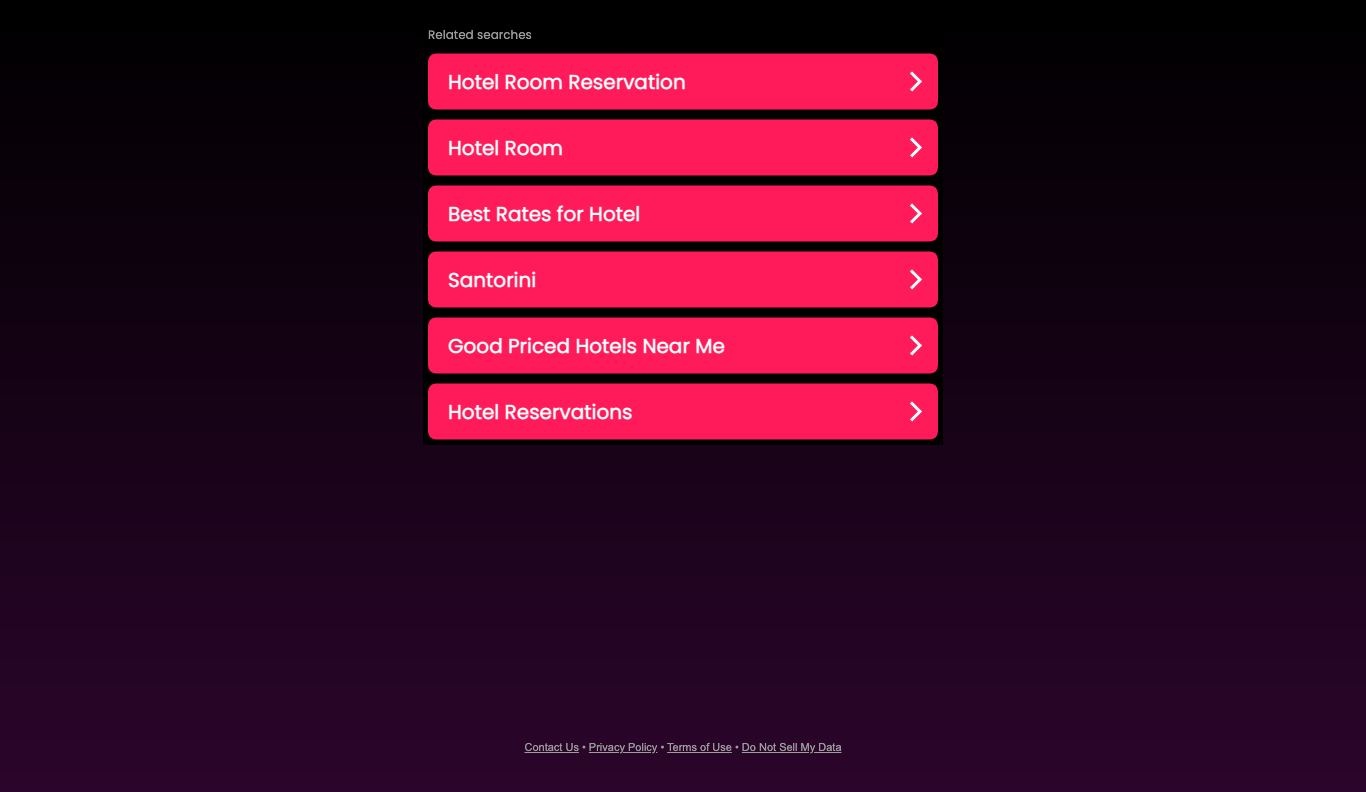 Related searches
Hotel Room Reservation
Hotel Room
Best Rates for Hotel
Santorini
Good Priced Hotels Near Me
Hotel Reservations
Contact Us • Privacy Policy • Terms of Use • Do Not Sell My Data